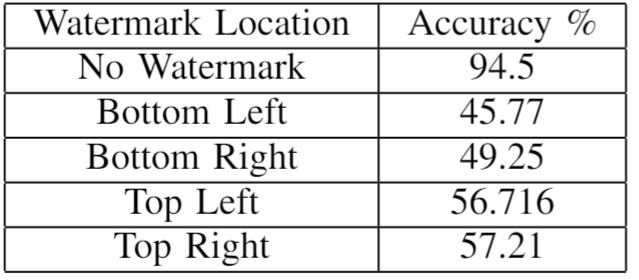 Watermark Location Accuracy %
No Watermark 94.5
Bottom Left 45.77
Bottom Right 49.25
Top Left 56.716
Top Right 57.21